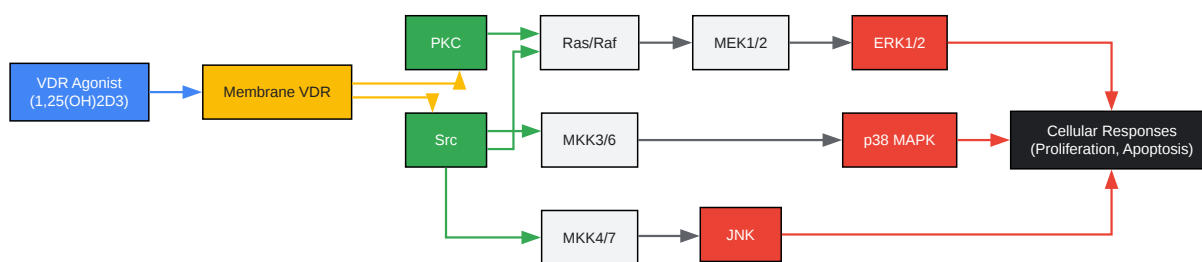 VDR Agonist
(1,25(OH)2D3)
Membrane VDR
PKC
Src
Ras/Raf
MEK1/2
ERK1/2
MKK3/6
p38 MAPK
MKK4/7
JNK
Cellular Responses
(Proliferation, Apoptosis)